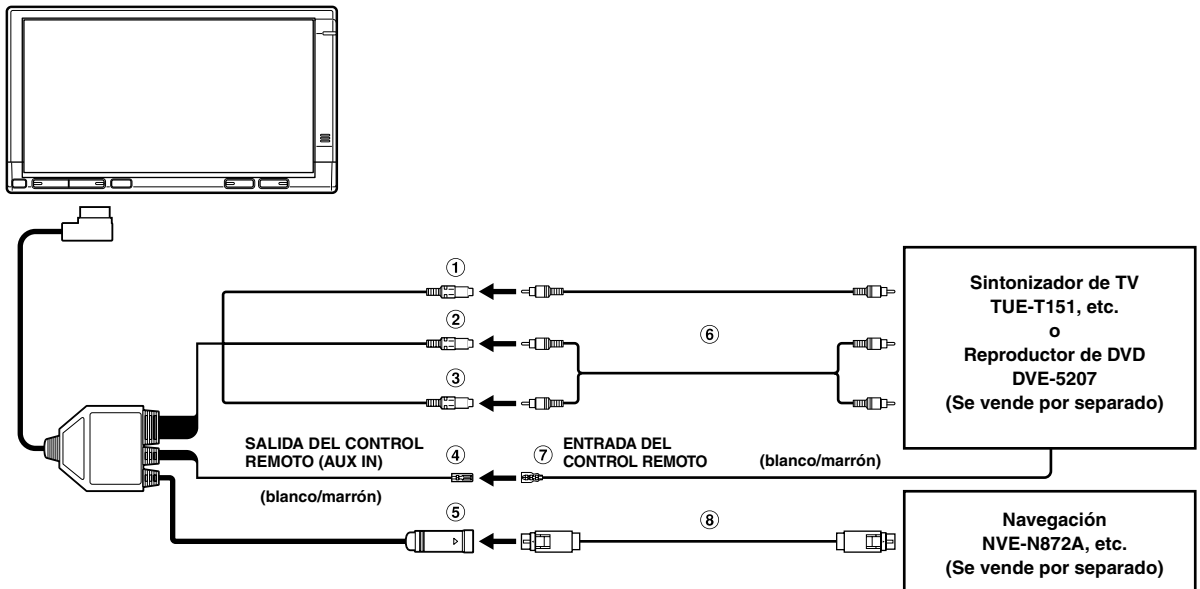 ①
②
⑥
③
Sintonizador de TV
TUE-T151, etc.
o
Reproductor de DVD
DVE-5207
(Se vende por separado)
SALIDA DEL CONTROL
REMOTO (AUX IN)
④
⑦
ENTRADA DEL
CONTROL REMOTO
(blanco/marrón)
(blanco/marrón)
⑤
⑧
Navegación
NVE-N872A, etc.
(Se vende por separado)